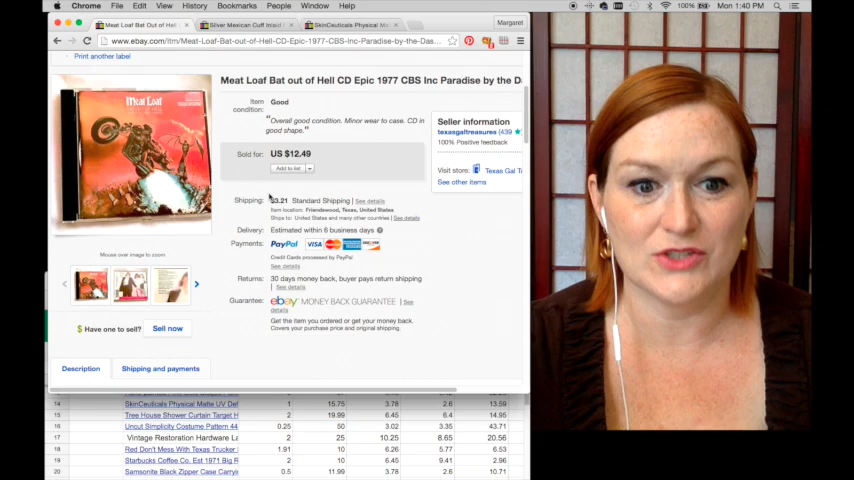 Chrome File Edit View History Bookmarks People Window Help
100% Mon 1:40 PM
Meat Loaf Bat Out of Hell
Silver Mexican Cuff Inlaid
SkinCeuticals Physical M
Margaret
www.ebay.com/itm/Meat-Loaf-Bat-out-of-Hell-CD-Epic-1977-CBS-Inc-Paradise-by-the-Das...
Print another label
Meat Loaf Bat out of Hell CD Epic 1977 CBS Inc Paradise by the D
Item condition: Good
"Overall good condition. Minor wear to case. CD in good shape."
Sold for: US $12.49
Add to list
Shipping: $3.21 Standard Shipping | See details
Item location: Friendswood, Texas, United States
Ships to: United States and many other countries | See details
Delivery: Estimated within 6 business days
Payments: PayPal VISA MasterCard DISCOVER
Credit Cards processed by PayPal
See details
Returns: 30 days money back, buyer pays return shipping
| See details
Guarantee: ebay MONEY BACK GUARANTEE | See details
Get the item you ordered or get your money back.
Covers your purchase price and original shipping.
Seller information
texasgaltreasures (439
100% Positive feedback
Visit store: Texas Gal T
See other items
Meat Loaf
Mouse over image to zoom
$ Have one to sell? Sell now
Description Shipping and payments
14 SkinCeuticals Physical Matte UV Def 1 15.75 3.78 2.6 13.59
15 Tree House Shower Curtain Target H 2 19.99 6.45 6.4 14.95
16 Uncut Simplicity Costume Pattern 44 0.25 50 3.02 3.35 43.71
17 Vintage Restoration Hardware La 2 25 10.25 8.65 20.56
18 Red Don't Mess With Texas Trucker 1.91 10 6.26 5.77 6.53
19 Starbucks Coffee Co. Est 1971 Big R 2 10 6.45 9.41 2.96
20 Samsonite Black Zipper Case Carryi 0.5 11.99 3.78 2.6 10.71